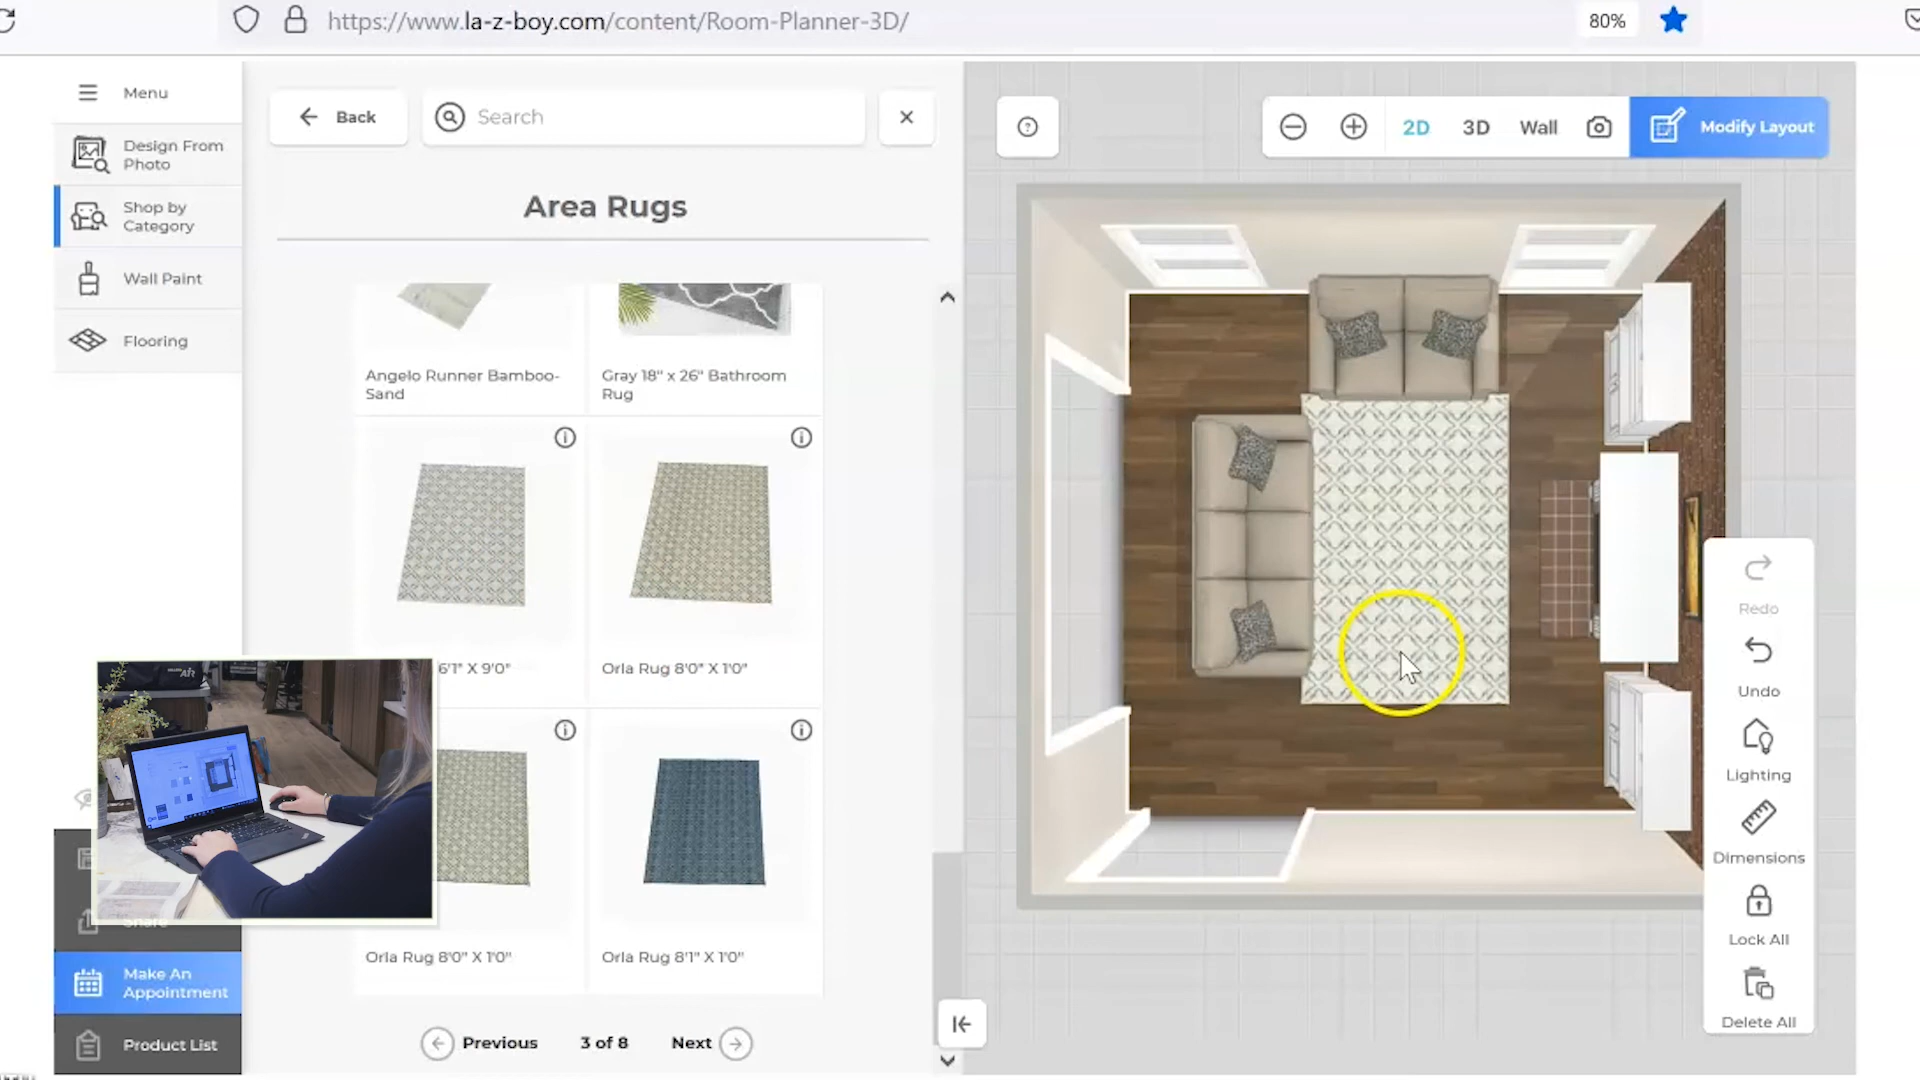 https://www.la-z-boy.com/content/Room-Planner-3D/
80%
Menu
Design From
Photo
Shop by
Category
Wall Paint
Flooring
Back
Search
Area Rugs
Angelo Runner Bamboo-
Sand
Gray 18" x 26" Bathroom
Rug
6'1" X 9'0"
Orla Rug 8'0" X 1'0"
Orla Rug 8'0" X 1'0"
Orla Rug 8'1" X 1'0"
Previous
3 of 8
Next
Share
Make An
Appointment
Product List
2D
3D
Wall
Modify Layout
Redo
Undo
Lighting
Dimensions
Lock All
Delete All